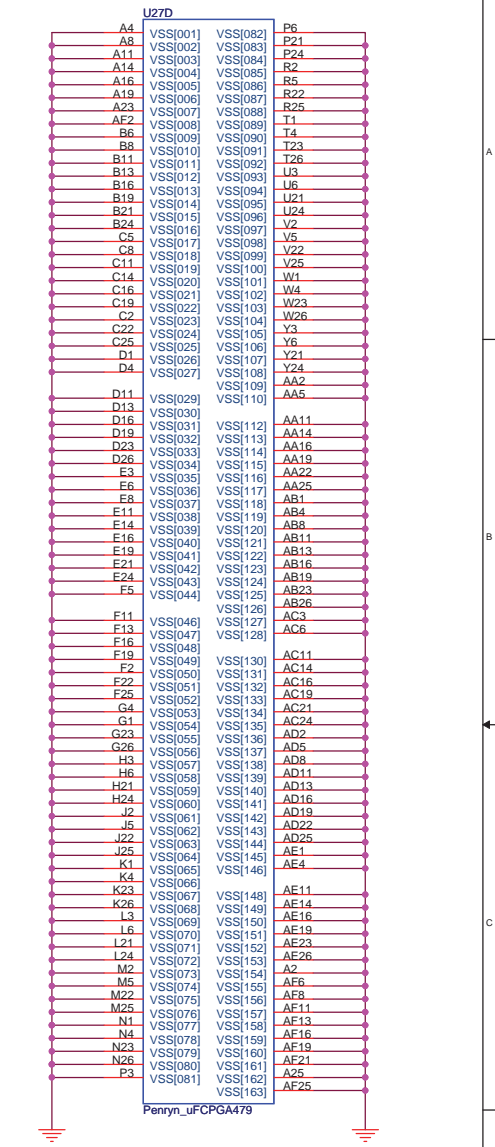 U27D
A4 VSS[001] VSS[082] P6
A8 VSS[002] VSS[083] P21
A11 VSS[003] VSS[084] P24
A14 VSS[004] VSS[085] R2
A16 VSS[005] VSS[086] R5
A19 VSS[006] VSS[087] R22
A23 VSS[007] VSS[088] R25
AF2 VSS[008] VSS[089] T1
B6 VSS[009] VSS[090] T4
B8 VSS[010] VSS[091] T23
B11 VSS[011] VSS[092] T26
A
B13 VSS[012] VSS[093] U3
B16 VSS[013] VSS[094] U6
B19 VSS[014] VSS[095] U21
B21 VSS[015] VSS[096] U24
B24 VSS[016] VSS[097] V2
C5 VSS[017] VSS[098] V5
C8 VSS[018] VSS[099] V22
C11 VSS[019] VSS[100] V25
C14 VSS[020] VSS[101] W1
C16 VSS[021] VSS[102] W4
C19 VSS[022] VSS[103] W23
C2 VSS[023] VSS[104] W26
C22 VSS[024] VSS[105] Y3
C25 VSS[025] VSS[106] Y6
D1 VSS[026] VSS[107] Y21
D4 VSS[027] VSS[108] Y24
VSS[109] AA2
D11 VSS[029] VSS[110] AA5
D13 VSS[030]
D16 VSS[031] VSS[112] AA11
D19 VSS[032] VSS[113] AA14
D23 VSS[033] VSS[114] AA16
D26 VSS[034] VSS[115] AA19
E3 VSS[035] VSS[116] AA22
E6 VSS[036] VSS[117] AA25
E8 VSS[037] VSS[118] AB1
E11 VSS[038] VSS[119] AB4
E14 VSS[039] VSS[120] AB8
B
E16 VSS[040] VSS[121] AB11
E19 VSS[041] VSS[122] AB13
E21 VSS[042] VSS[123] AB16
E24 VSS[043] VSS[124] AB19
F5 VSS[044] VSS[125] AB23
VSS[126] AB26
F11 VSS[046] VSS[127] AC3
F13 VSS[047] VSS[128] AC6
F16 VSS[048]
F19 VSS[049] VSS[130] AC11
F2 VSS[050] VSS[131] AC14
F22 VSS[051] VSS[132] AC16
F25 VSS[052] VSS[133] AC19
G4 VSS[053] VSS[134] AC21
G1 VSS[054] VSS[135] AC24
G23 VSS[055] VSS[136] AD2
G26 VSS[056] VSS[137] AD5
H3 VSS[057] VSS[138] AD8
H6 VSS[058] VSS[139] AD11
H21 VSS[059] VSS[140] AD13
H24 VSS[060] VSS[141] AD16
J2 VSS[061] VSS[142] AD19
J5 VSS[062] VSS[143] AD22
J22 VSS[063] VSS[144] AD25
J25 VSS[064] VSS[145] AE1
K1 VSS[065] VSS[146] AE4
K4 VSS[066]
K23 VSS[067] VSS[148] AE11
K26 VSS[068] VSS[149] AE14
L3 VSS[069] VSS[150] AE16
C
L6 VSS[070] VSS[151] AE19
L21 VSS[071] VSS[152] AE23
L24 VSS[072] VSS[153] AE26
M2 VSS[073] VSS[154] A2
M5 VSS[074] VSS[155] AF6
M22 VSS[075] VSS[156] AF8
M25 VSS[076] VSS[157] AF11
N1 VSS[077] VSS[158] AF13
N4 VSS[078] VSS[159] AF16
N23 VSS[079] VSS[160] AF19
N26 VSS[080] VSS[161] AF21
P3 VSS[081] VSS[162] A25
VSS[163] AF25
Penryn_uFCPGA479